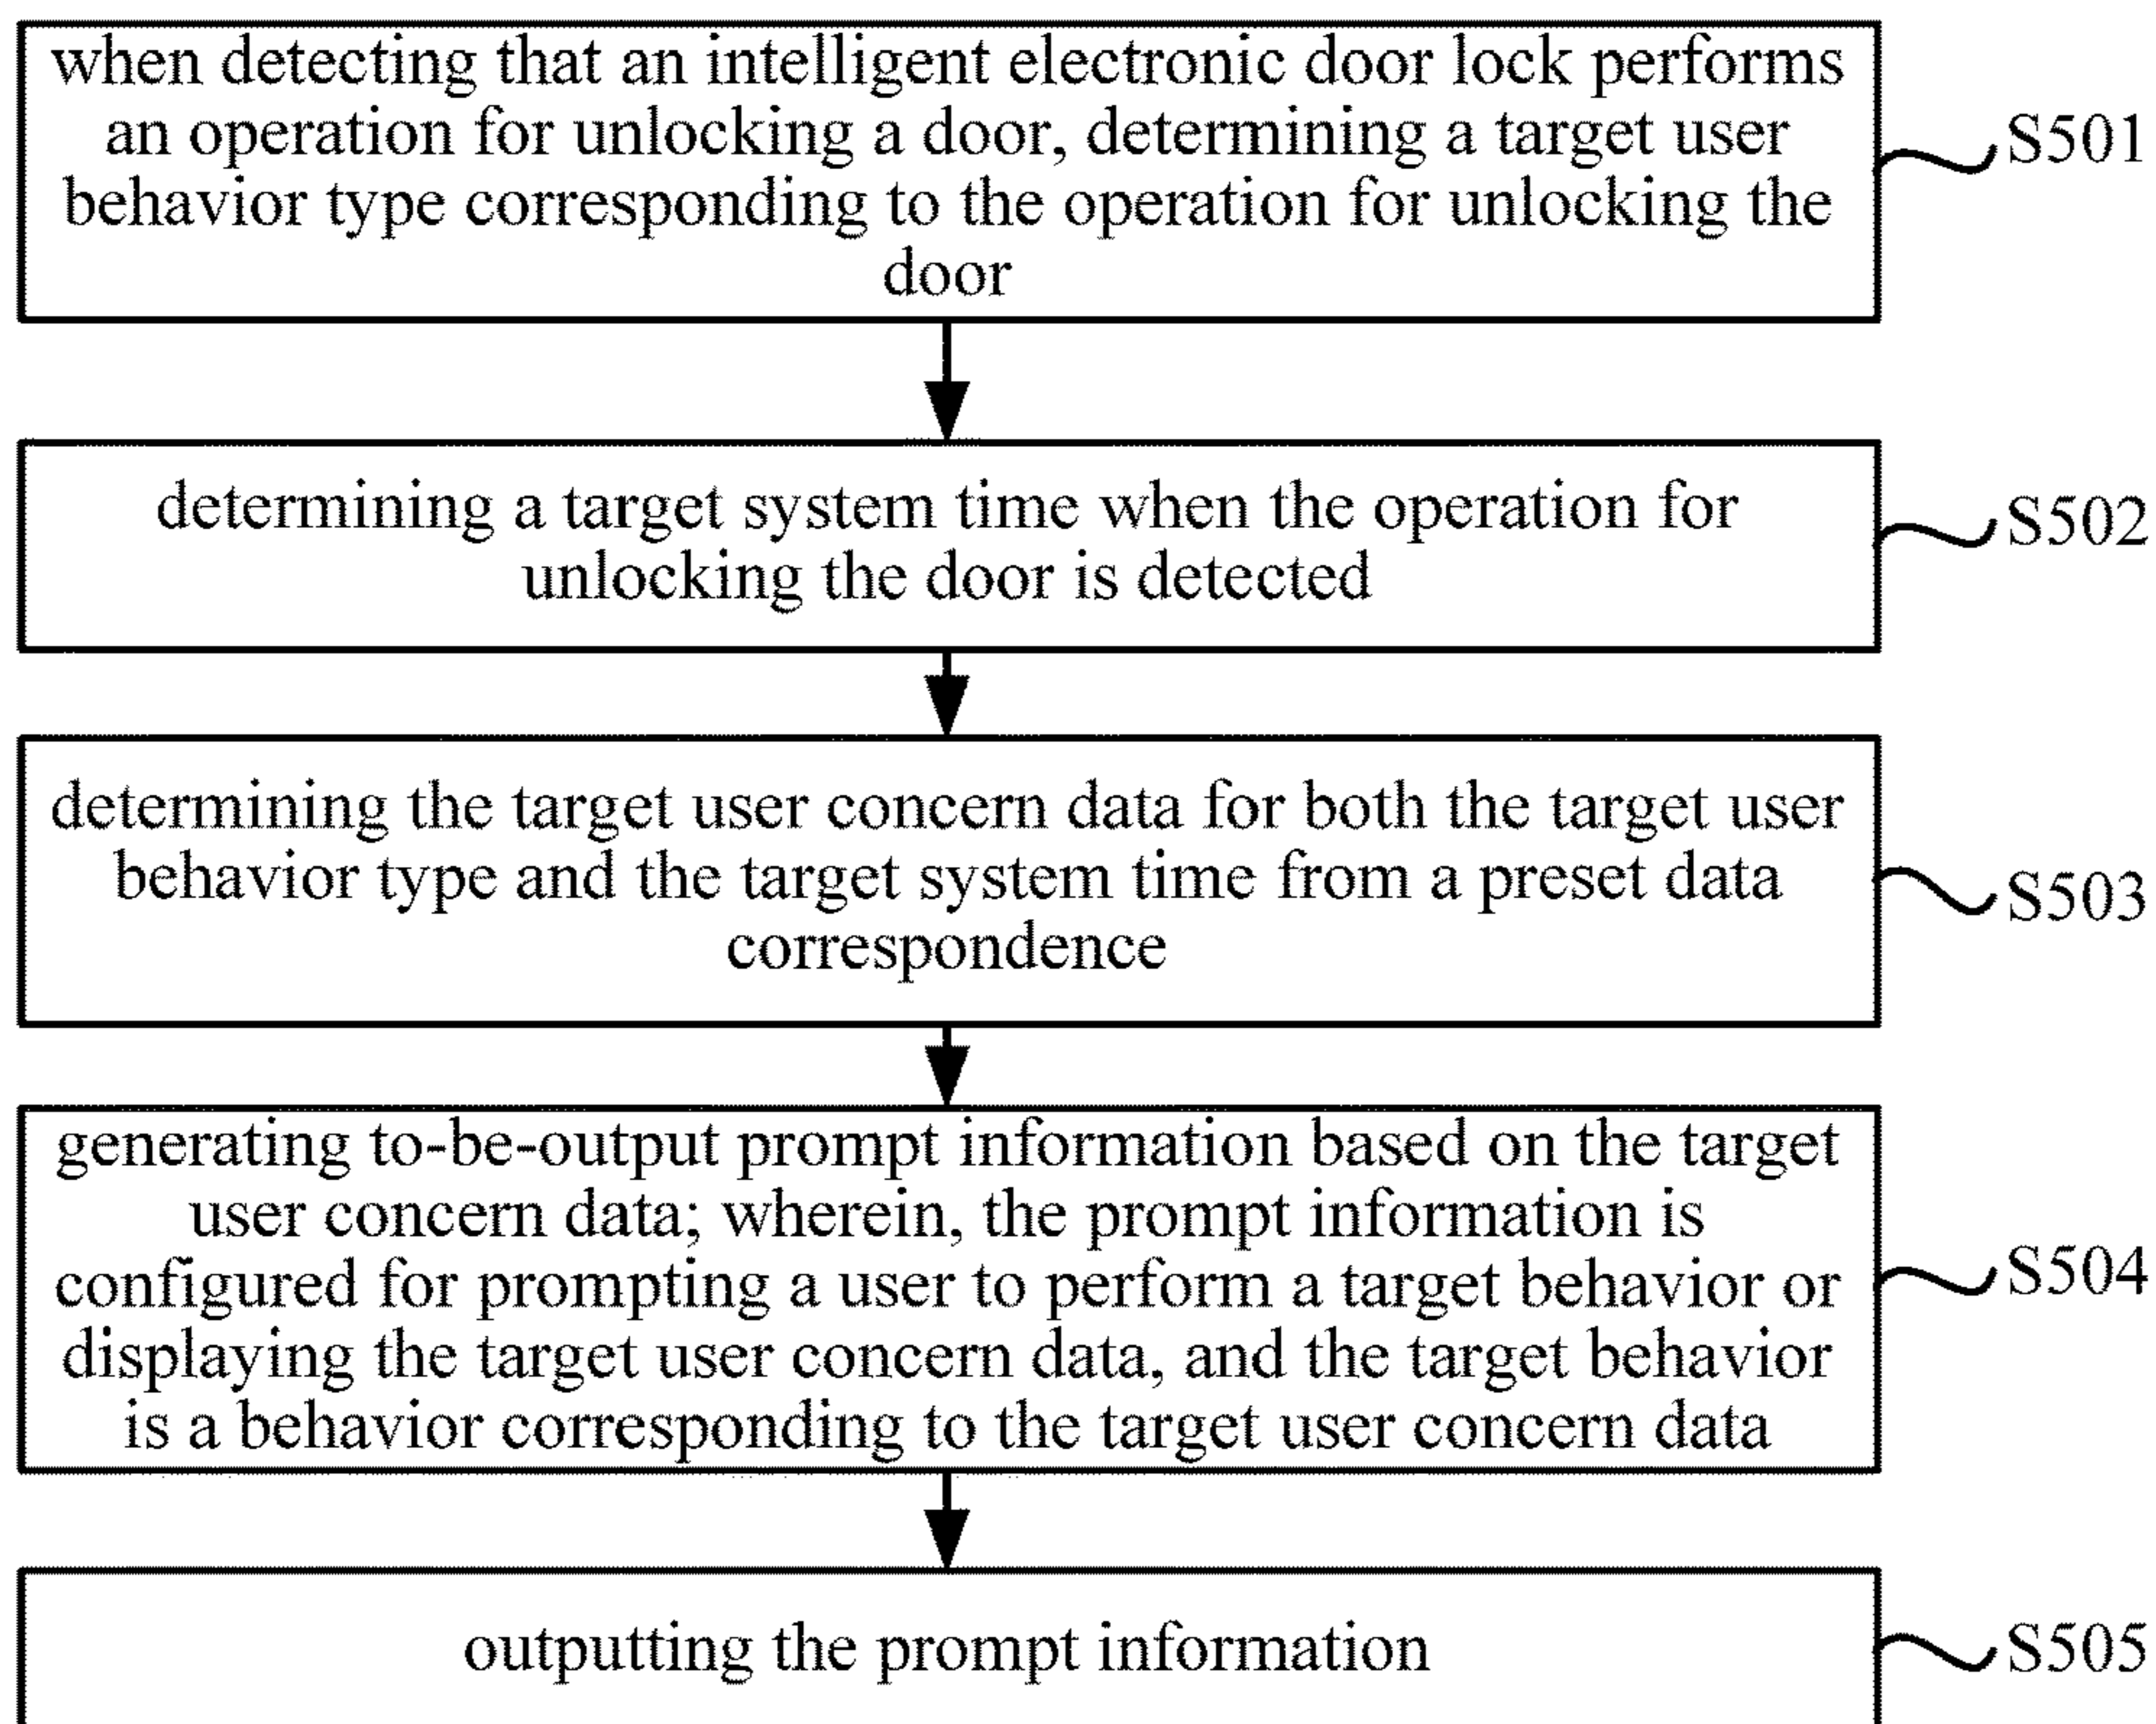 when detecting that an intelligent electronic door lock performs
an operation for unlocking a door, determining a target user
behavior type corresponding to the operation for unlocking the
door
S501
determining a target system time when the operation for
unlocking the door is detected
S502
determining the target user concern data for both the target user
behavior type and the target system time from a preset data
correspondence
S503
generating to-be-output prompt information based on the target
user concern data; wherein, the prompt information is
configured for prompting a user to perform a target behavior or
displaying the target user concern data, and the target behavior
is a behavior corresponding to the target user concern data
S504
outputting the prompt information
S505